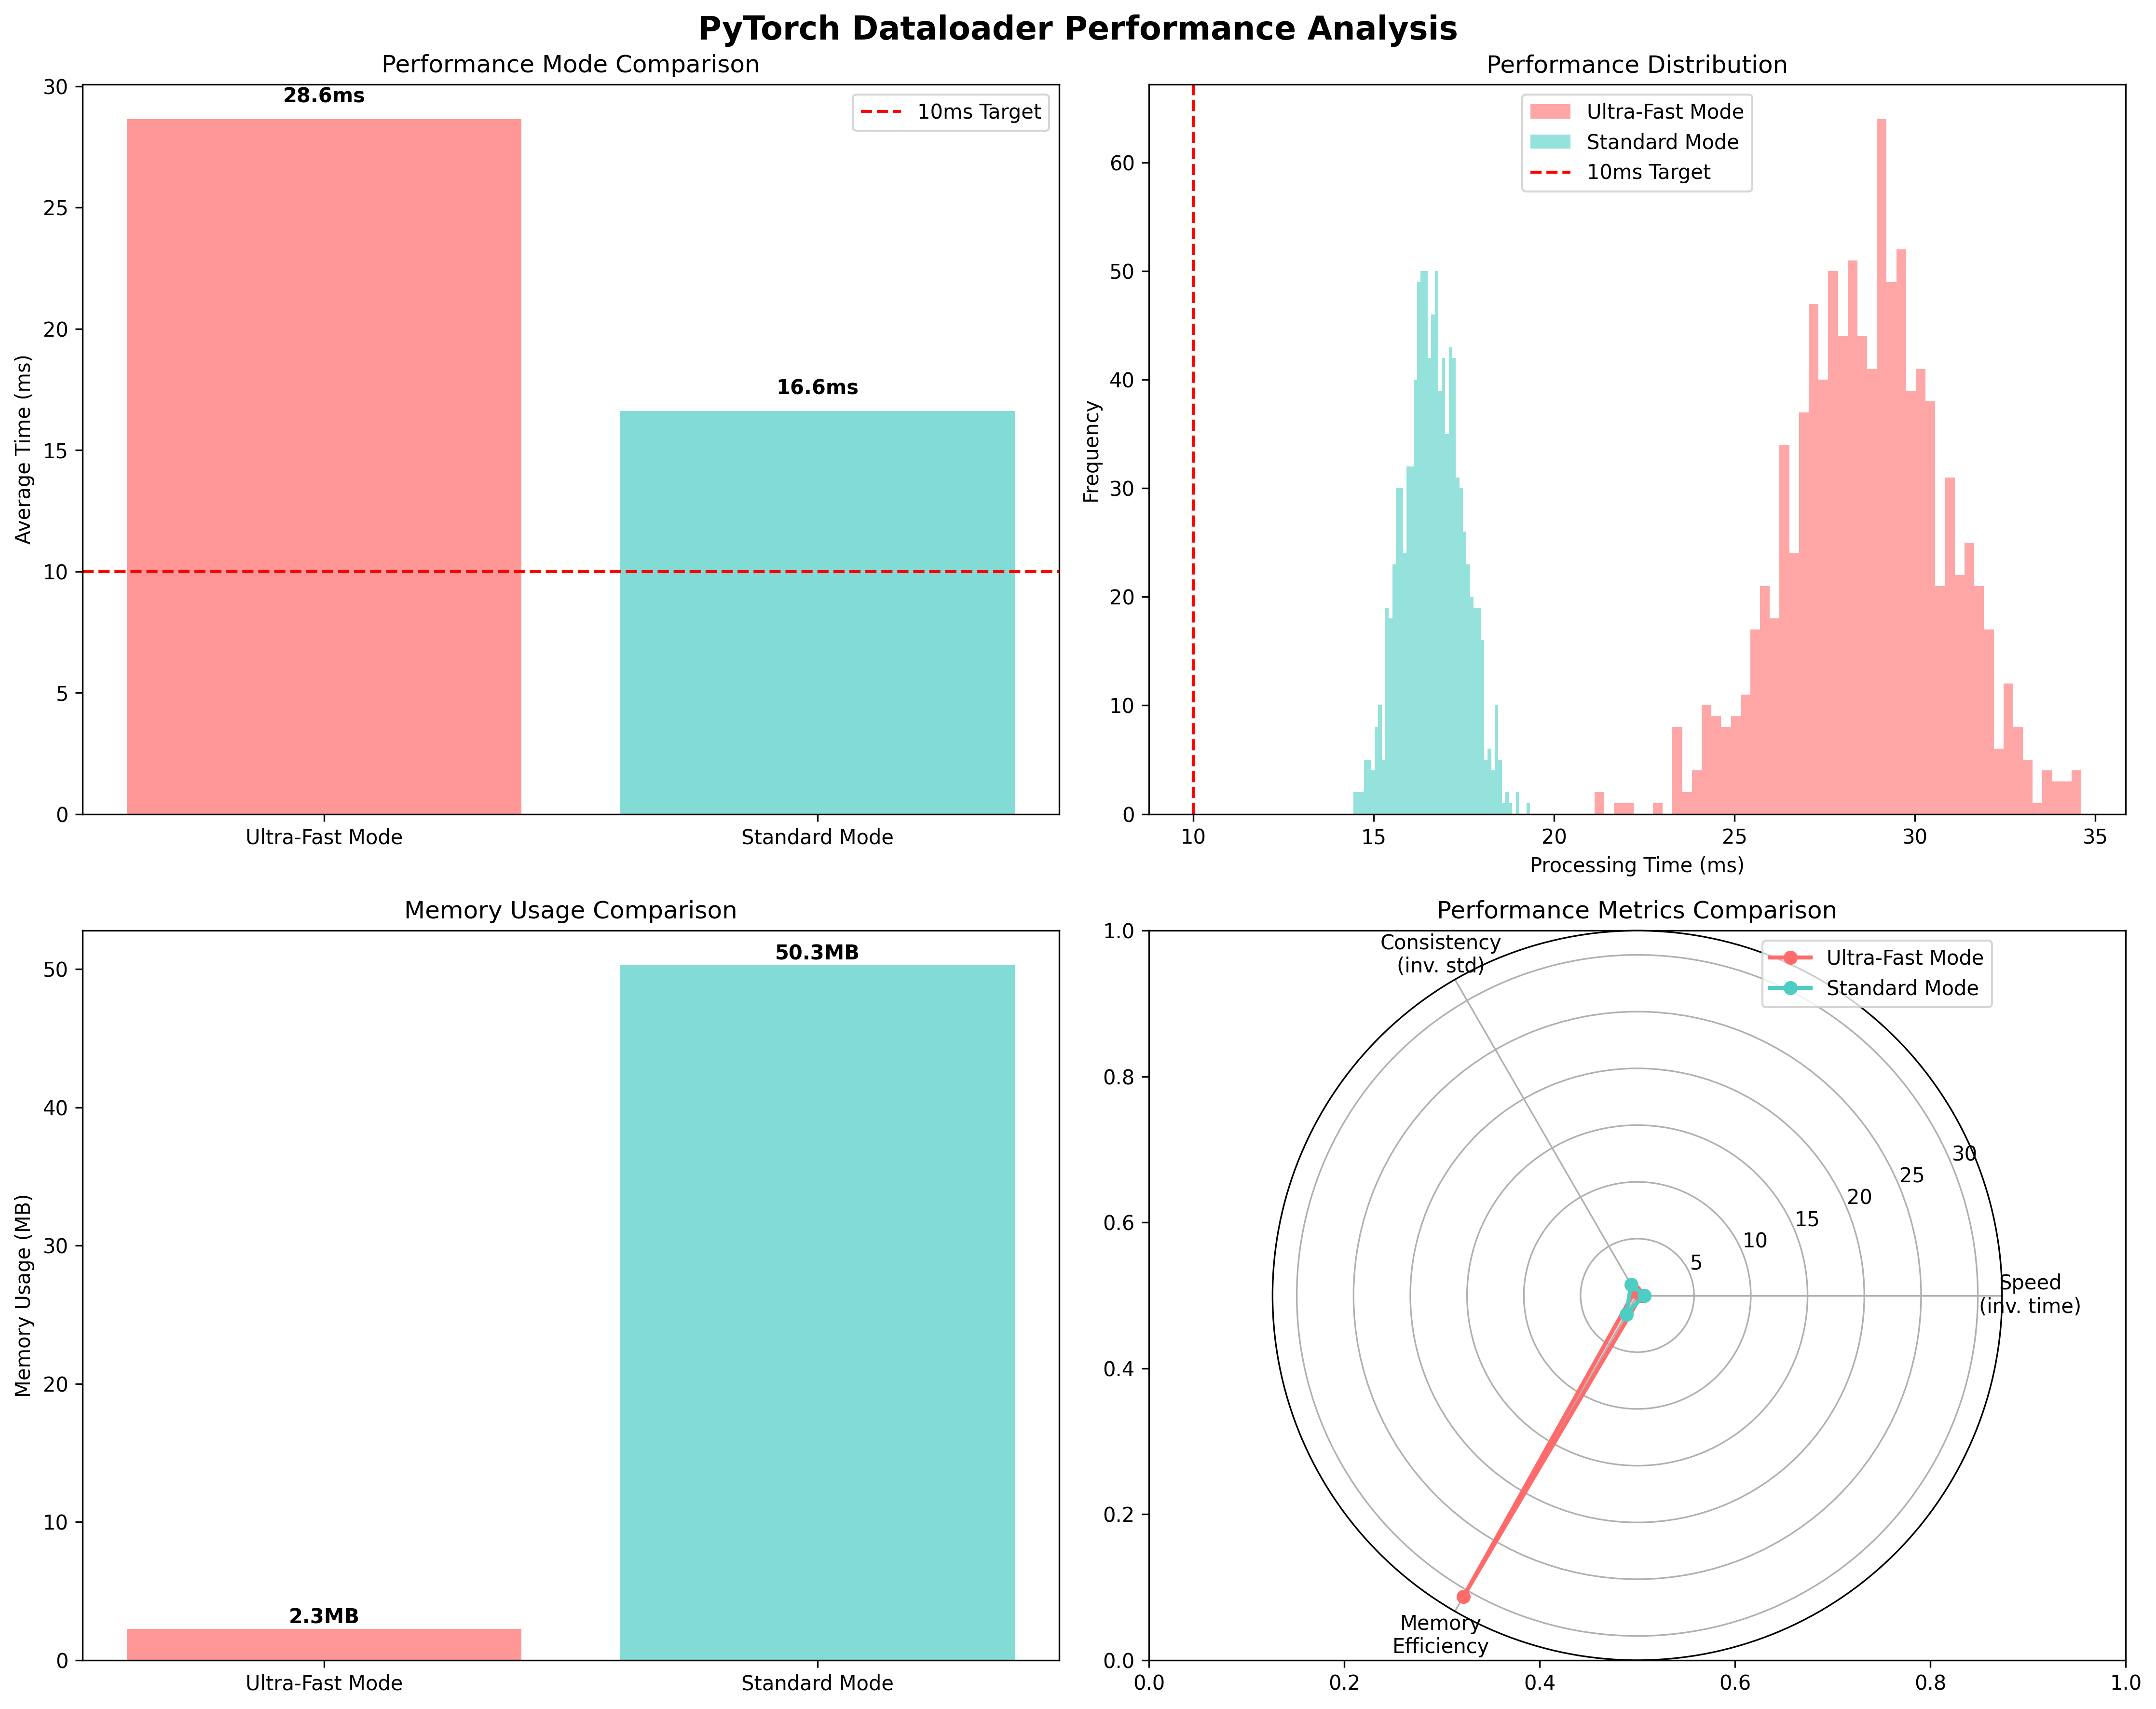 PyTorch Dataloader Performance Analysis
Performance Mode Comparison
30
25
20
15
10
5
0
Average Time (ms)
28.6ms
16.6ms
10ms Target
Ultra-Fast Mode
Standard Mode
Performance Distribution
60
50
40
30
20
10
0
Frequency
Ultra-Fast Mode
Standard Mode
10ms Target
10
15
20
25
30
35
Processing Time (ms)
Memory Usage Comparison
50
40
30
20
10
0
Memory Usage (MB)
2.3MB
50.3MB
Ultra-Fast Mode
Standard Mode
Performance Metrics Comparison
1.0
0.8
0.6
0.4
0.2
0.0
Consistency
(inv. std)
Ultra-Fast Mode
Standard Mode
30
25
20
15
10
5
Speed
(inv. time)
Memory
Efficiency
0.0
0.2
0.4
0.6
0.8
1.0